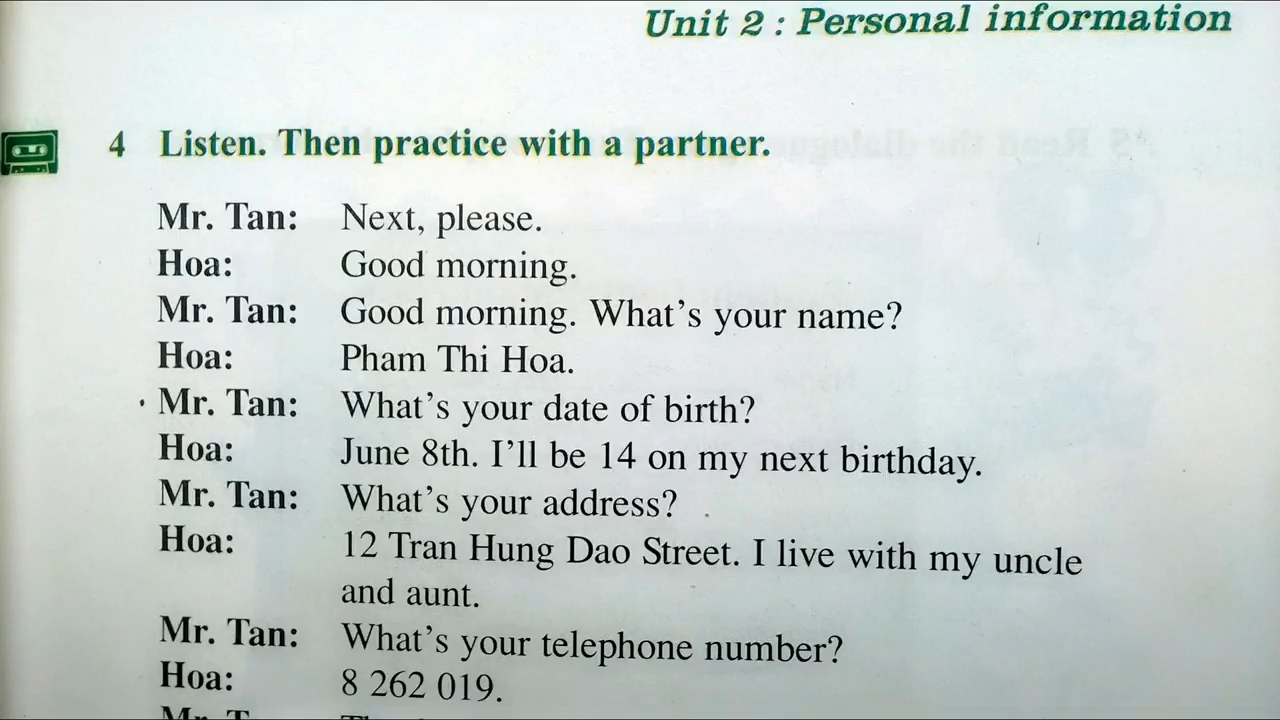 Unit 2 : Personal information
4 Listen. Then practice with a partner.
Mr. Tan: Next, please.
Hoa: Good morning.
Mr. Tan: Good morning. What's your name?
Hoa: Pham Thi Hoa.
Mr. Tan: What's your date of birth?
Hoa: June 8th. I'll be 14 on my next birthday.
Mr. Tan: What's your address?
Hoa: 12 Tran Hung Dao Street. I live with my uncle
and aunt.
Mr. Tan: What's your telephone number?
Hoa: 8 262 019.